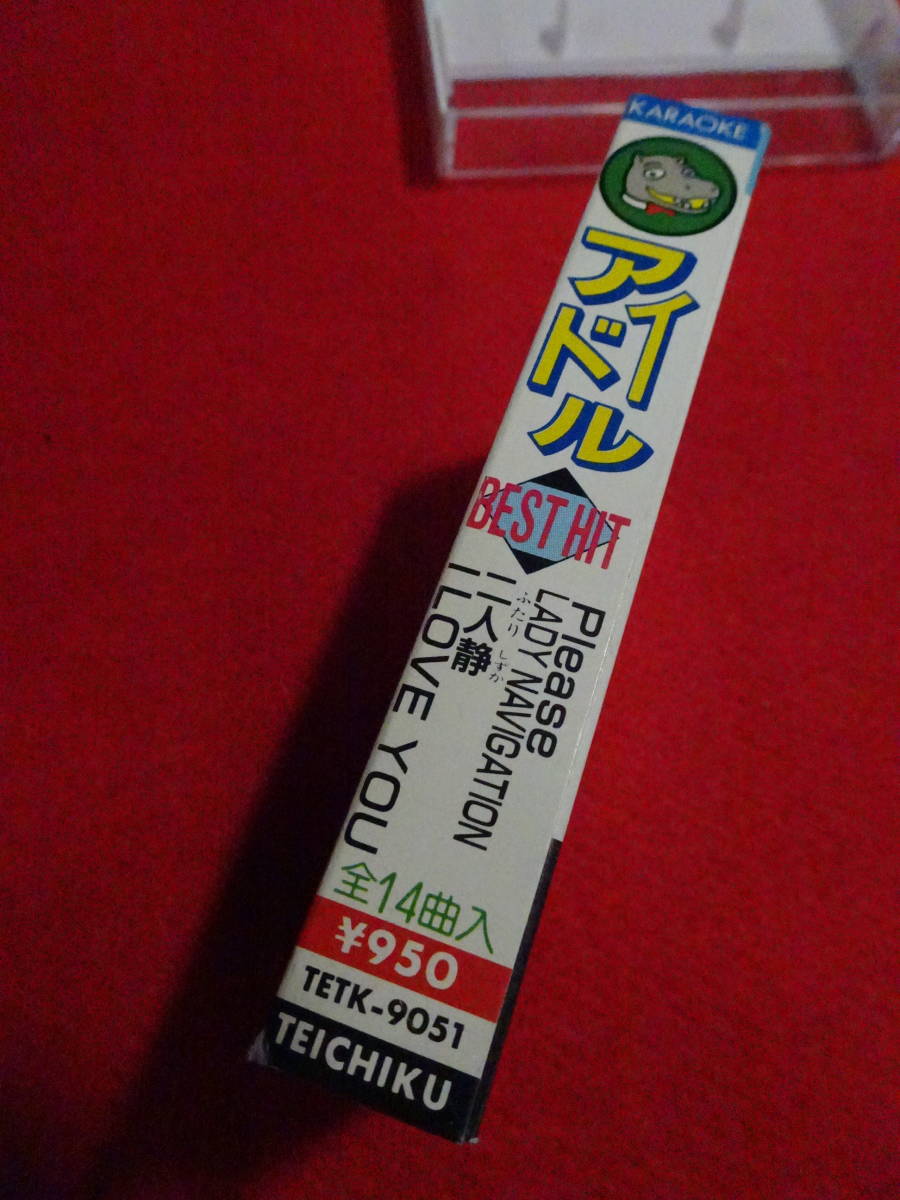 KARAOKE
アイドル
BEST HIT
Please
LADY NAVIGATION
ふたり しずか
二人静
I LOVE YOU
全14曲入
¥950
TETK-9051
TEICHIKU